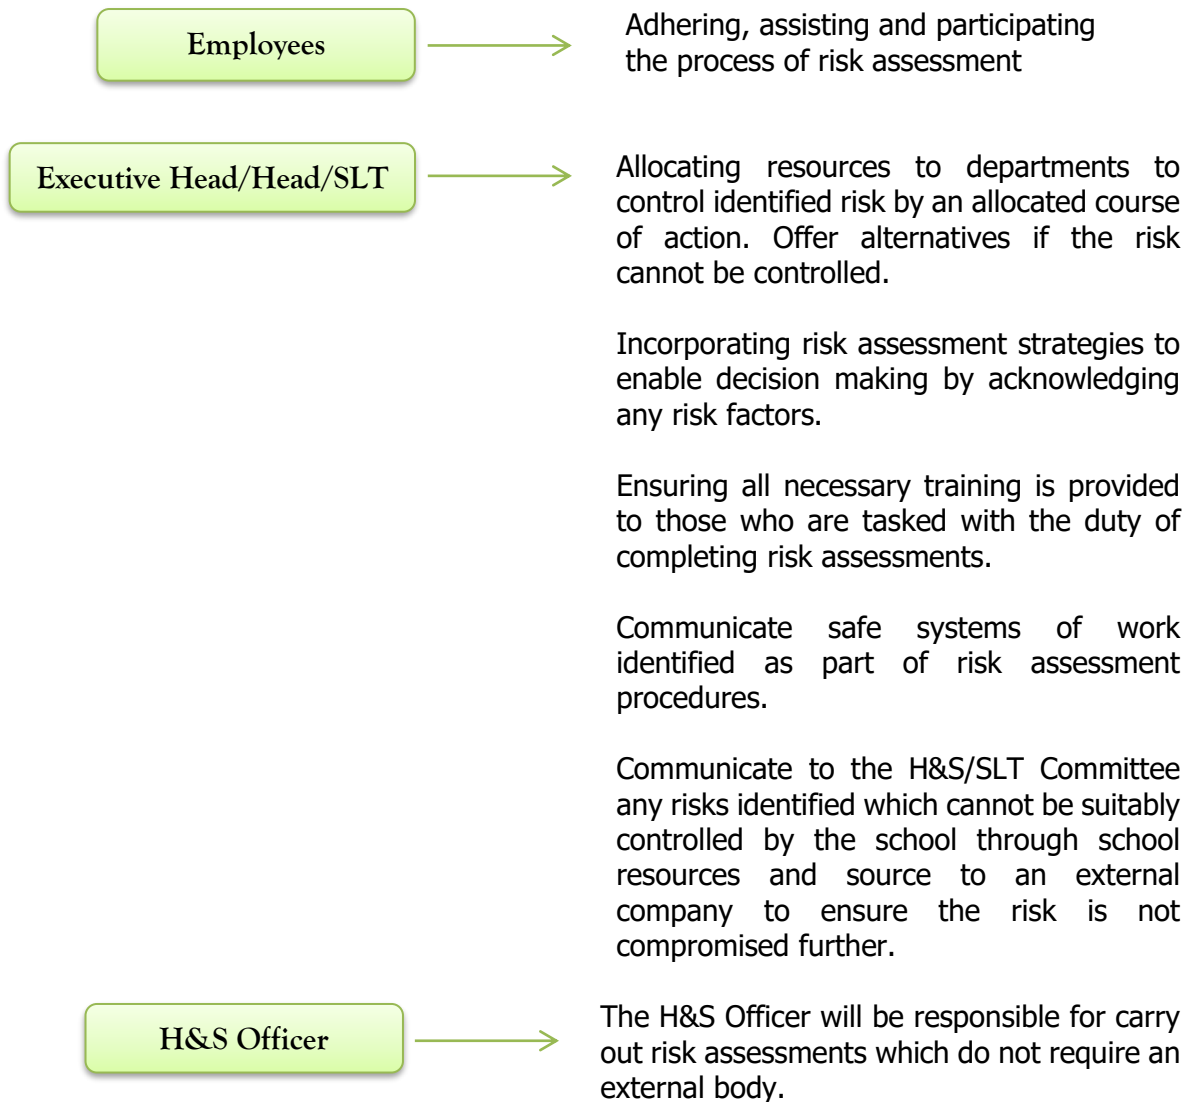 Employees
Adhering, assisting and participating
the process of risk assessment
Executive Head/Head/SLT
Allocating resources to departments to
control identified risk by an allocated course
of action. Offer alternatives if the risk
cannot be controlled.
Incorporating risk assessment strategies to
enable decision making by acknowledging
any risk factors.
Ensuring all necessary training is provided
to those who are tasked with the duty of
completing risk assessments.
Communicate safe systems of work
identified as part of risk assessment
procedures.
Communicate to the H&S/SLT Committee
any risks identified which cannot be suitably
controlled by the school through school
resources and source to an external
company to ensure the risk is not
compromised further.
H&S Officer
The H&S Officer will be responsible for carry
out risk assessments which do not require an
external body.